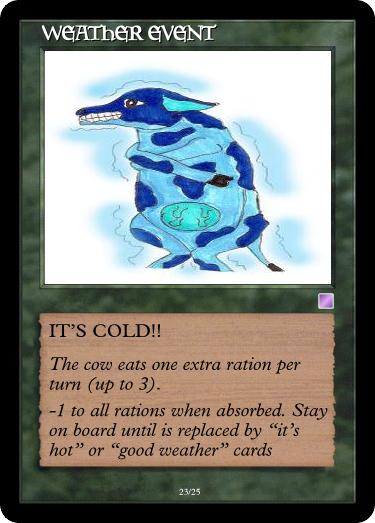 WEATHER EVENT
IT'S COLD!!
The cow eats one extra ration per
turn (up to 3).
-1 to all rations when absorbed. Stay
on board until is replaced by “it's
hot” or “good weather” cards
23/25